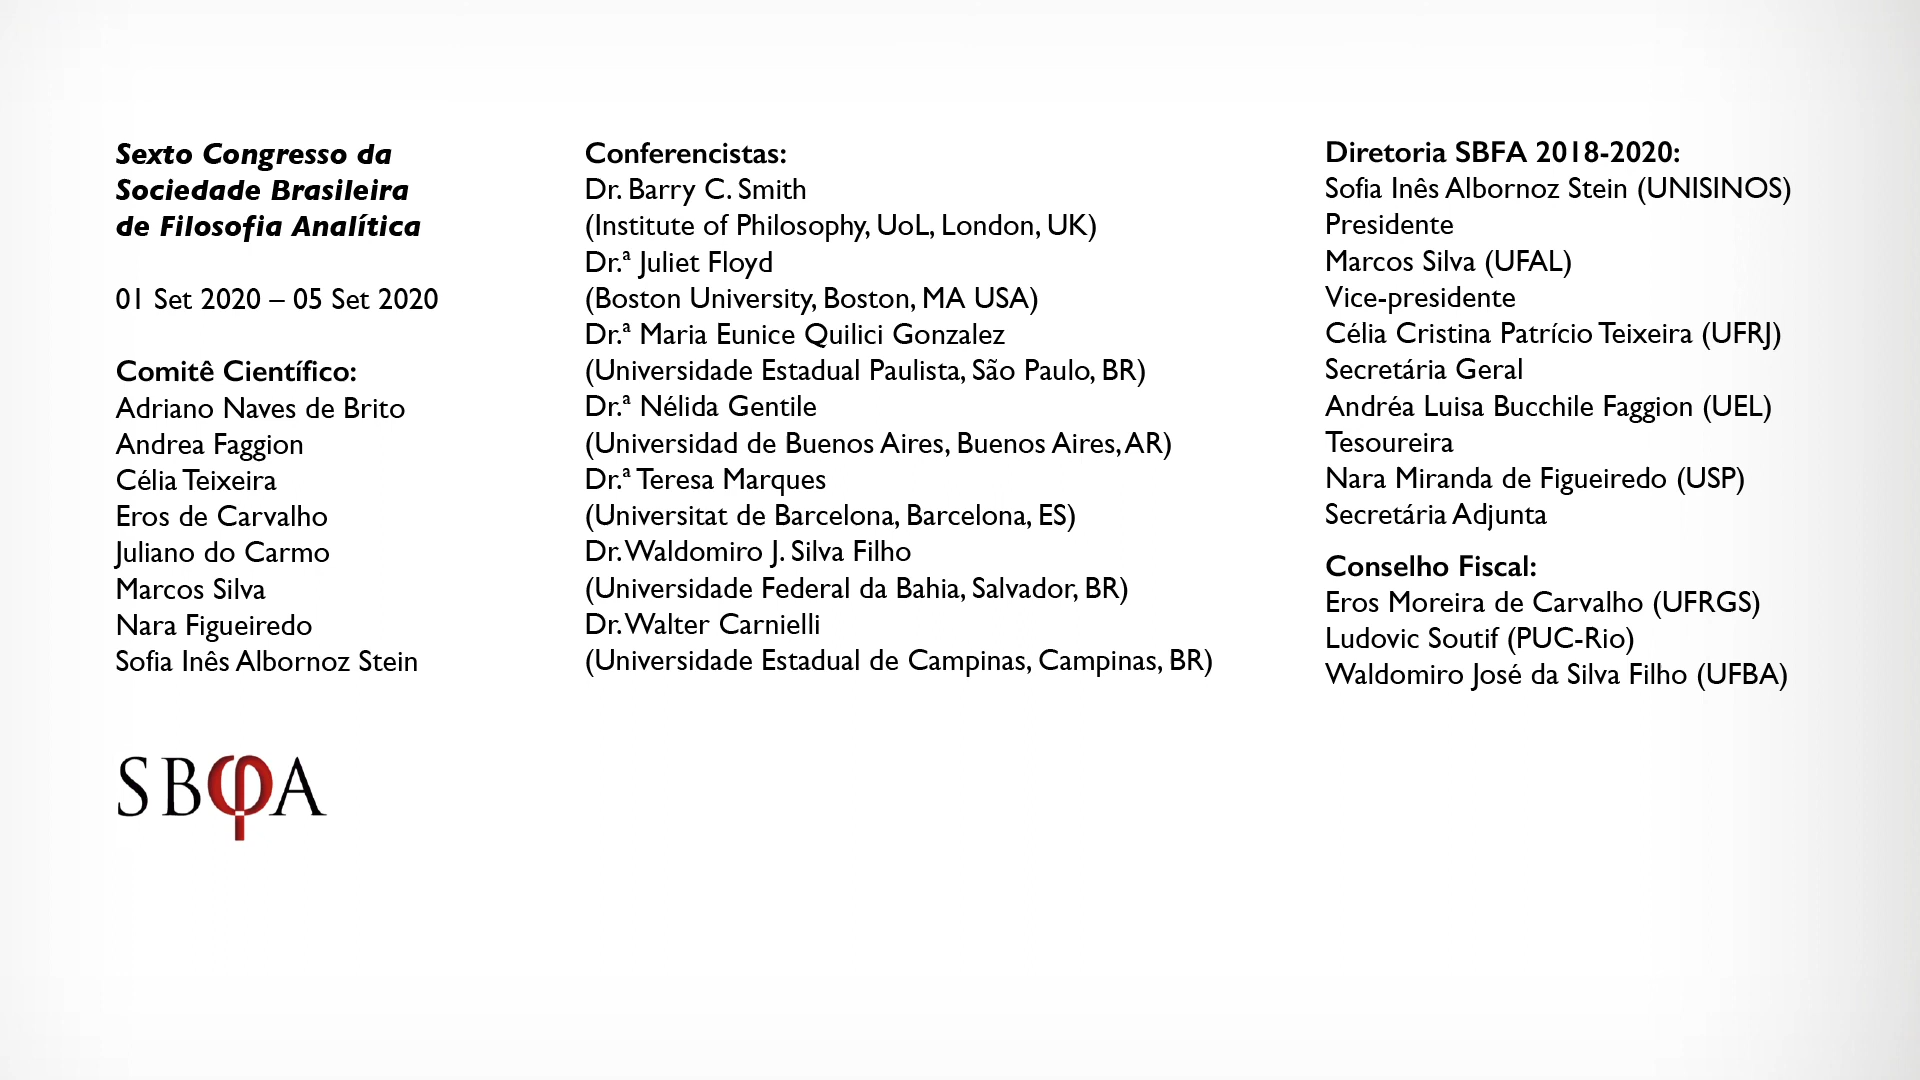 Sexto Congresso da
Sociedade Brasileira
de Filosofia Analítica
01 Set 2020 – 05 Set 2020
Comitê Científico:
Adriano Naves de Brito
Andrea Faggion
Célia Teixeira
Eros de Carvalho
Juliano do Carmo
Marcos Silva
Nara Figueiredo
Sofia Inês Albornoz Stein
SBφA
Conferencistas:
Dr. Barry C. Smith
(Institute of Philosophy, UoL, London, UK)
Dr.ª Juliet Floyd
(Boston University, Boston, MA USA)
Dr.ª Maria Eunice Quilici Gonzalez
(Universidade Estadual Paulista, São Paulo, BR)
Dr.ª Nélida Gentile
(Universidad de Buenos Aires, Buenos Aires, AR)
Dr.ª Teresa Marques
(Universitat de Barcelona, Barcelona, ES)
Dr. Waldomiro J. Silva Filho
(Universidade Federal da Bahia, Salvador, BR)
Dr. Walter Carnielli
(Universidade Estadual de Campinas, Campinas, BR)
Diretoria SBFA 2018-2020:
Sofia Inês Albornoz Stein (UNISINOS)
Presidente
Marcos Silva (UFAL)
Vice-presidente
Célia Cristina Patrício Teixeira (UFRJ)
Secretária Geral
Andréa Luisa Bucchile Faggion (UEL)
Tesoureira
Nara Miranda de Figueiredo (USP)
Secretária Adjunta
Conselho Fiscal:
Eros Moreira de Carvalho (UFRGS)
Ludovic Soutif (PUC-Rio)
Waldomiro José da Silva Filho (UFBA)